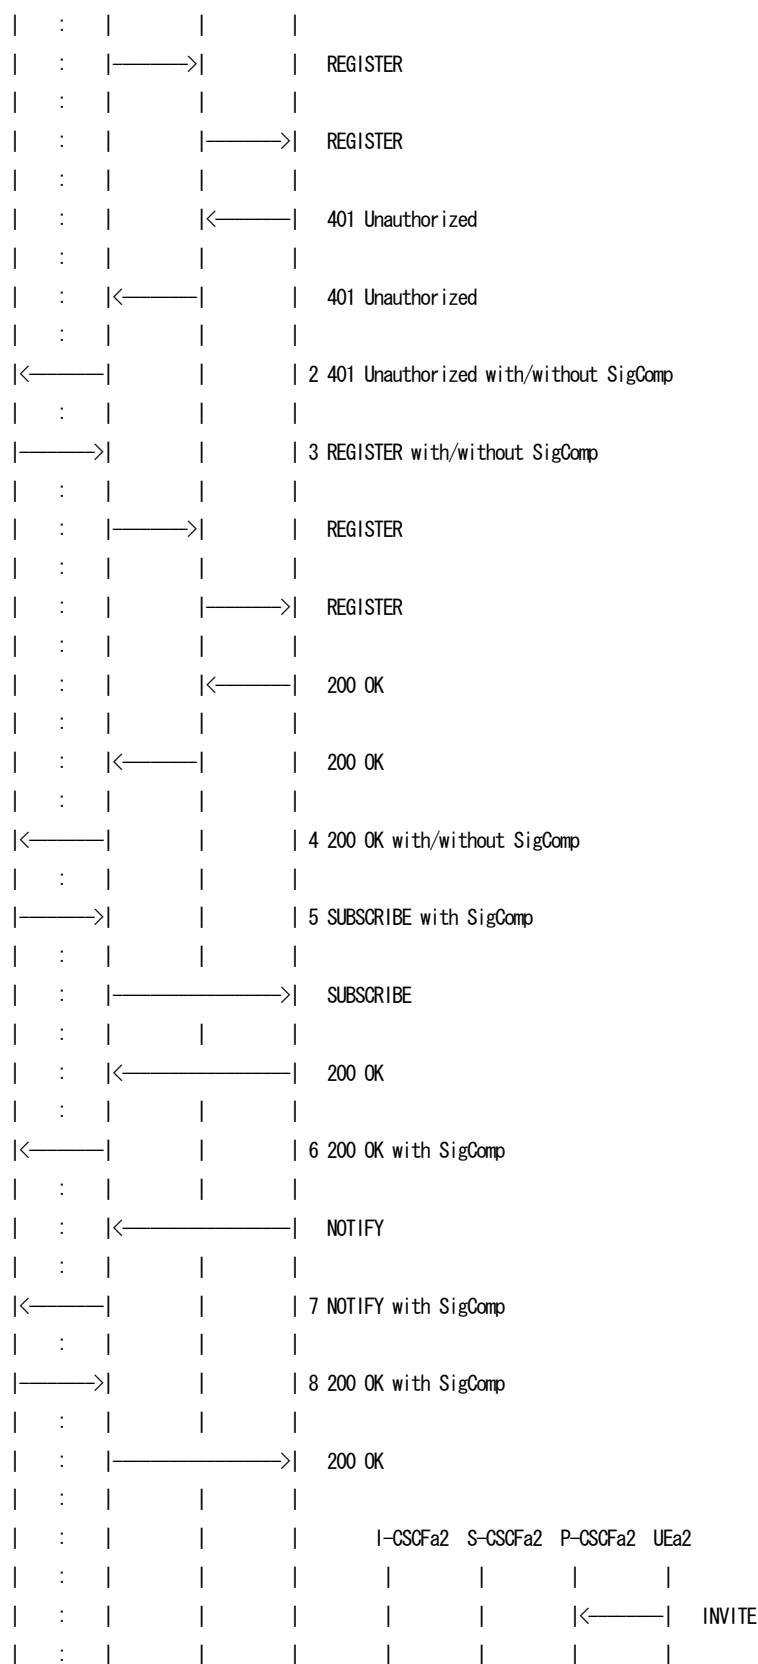 REGISTER
REGISTER
401 Unauthorized
401 Unauthorized
2 401 Unauthorized with/without SigComp
3 REGISTER with/without SigComp
REGISTER
REGISTER
200 OK
200 OK
4 200 OK with/without SigComp
5 SUBSCRIBE with SigComp
SUBSCRIBE
200 OK
6 200 OK with SigComp
NOTIFY
7 NOTIFY with SigComp
8 200 OK with SigComp
200 OK
I-CSCFa2 S-CSCFa2 P-CSCFa2 UEa2
INVITE